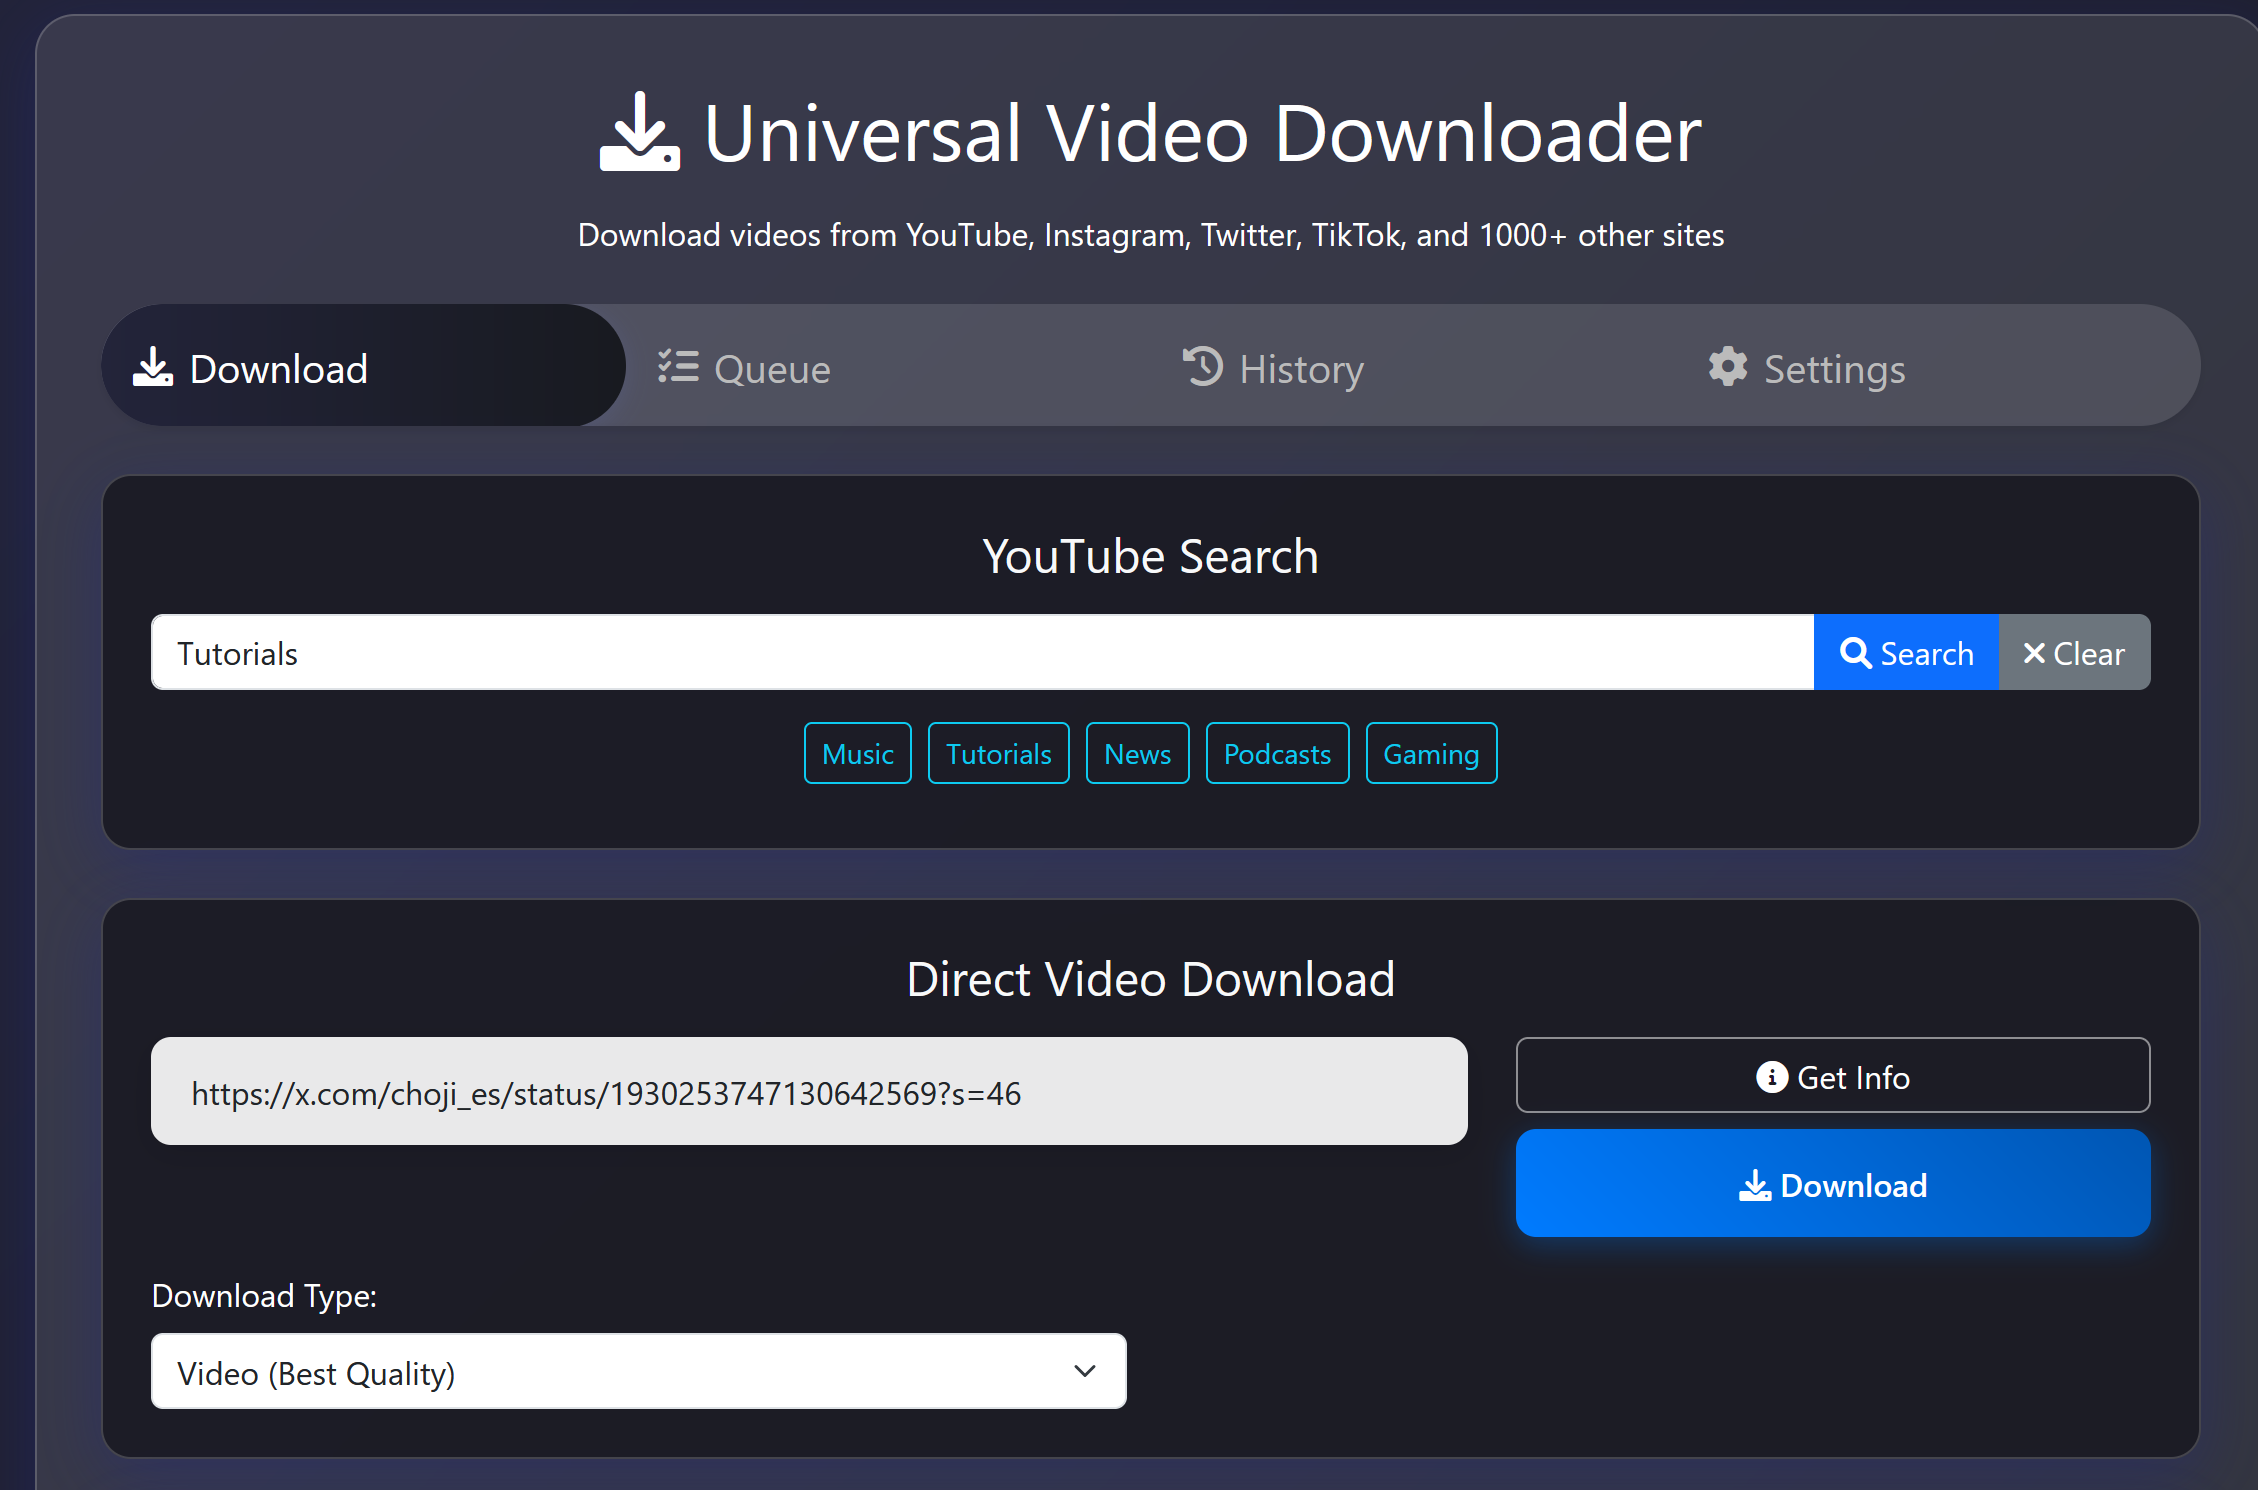 Universal Video Downloader
Download videos from YouTube, Instagram, Twitter, TikTok, and 1000+ other sites
Download Queue History Settings
YouTube Search
Tutorials Search Clear
Music Tutorials News Podcasts Gaming
Direct Video Download
https://x.com/choji_es/status/1930253747130642569?s=46
Get Info
Download
Download Type:
Video (Best Quality)